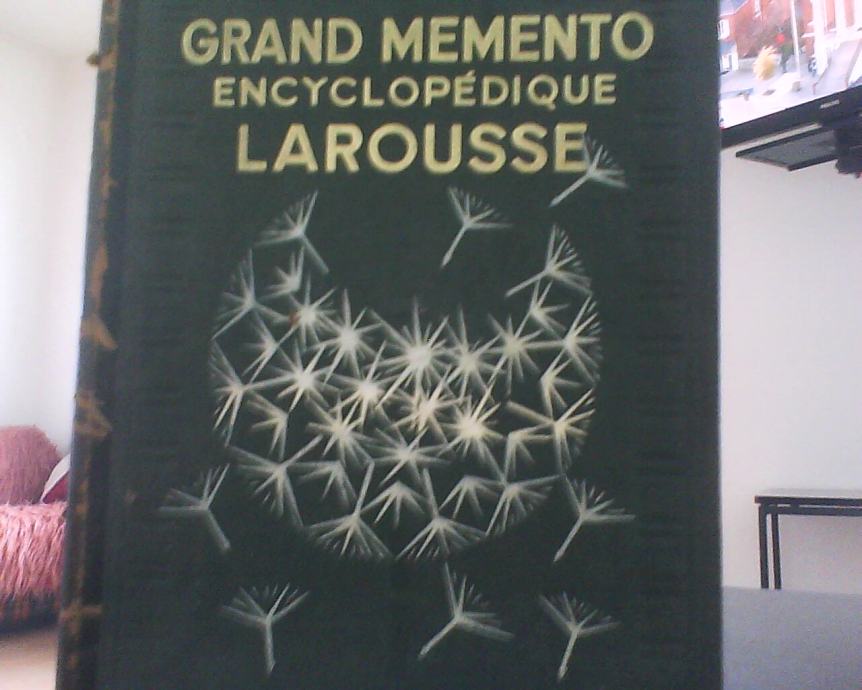 GRAND MEMENTO
ENCYCLOPÉDIQUE
LAROUSSE